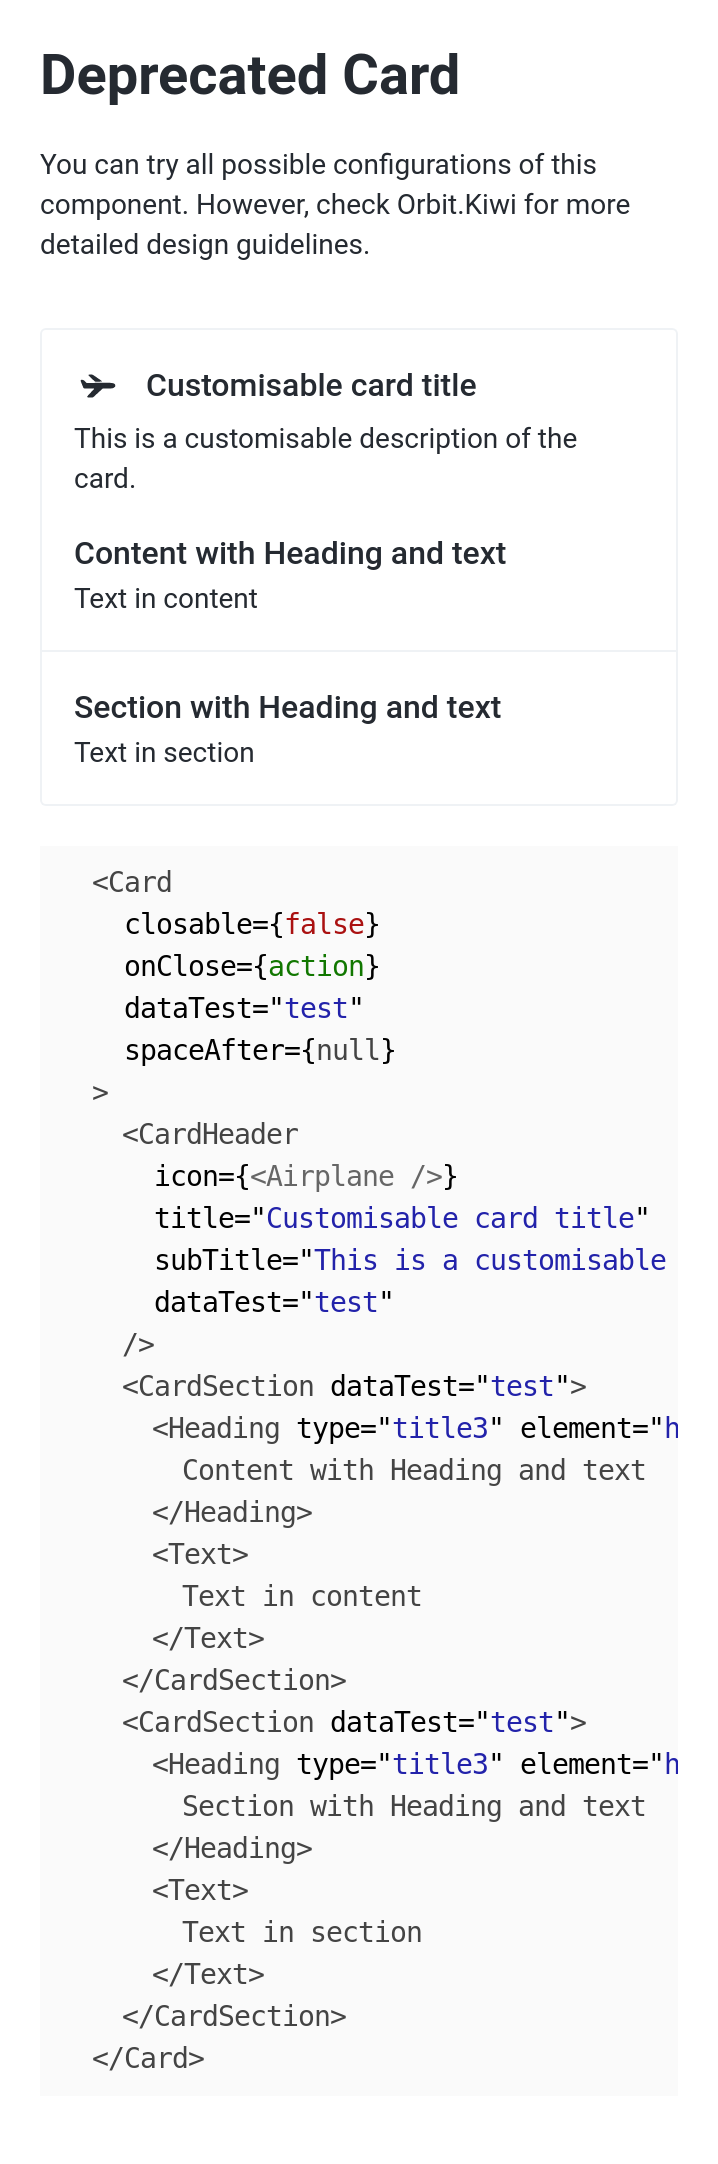 Deprecated Card
You can try all possible configurations of this
component. However, check Orbit.Kiwi for more
detailed design guidelines.
Customisable card title
This is a customisable description of the
card.
Content with Heading and text
Text in content
Section with Heading and text
Text in section
<Card
closable={false}
onClose={action}
dataTest="test"
spaceAfter={null}
>
<CardHeader
icon={<Airplane />}
title="Customisable card title"
subTitle="This is a customisable
dataTest="test"
/>
<CardSection dataTest="test">
<Heading type="title3" element="h
Content with Heading and text
</Heading>
<Text>
Text in content
</Text>
</CardSection>
<CardSection dataTest="test">
<Heading type="title3" element="h
Section with Heading and text
</Heading>
<Text>
Text in section
</Text>
</CardSection>
</Card>